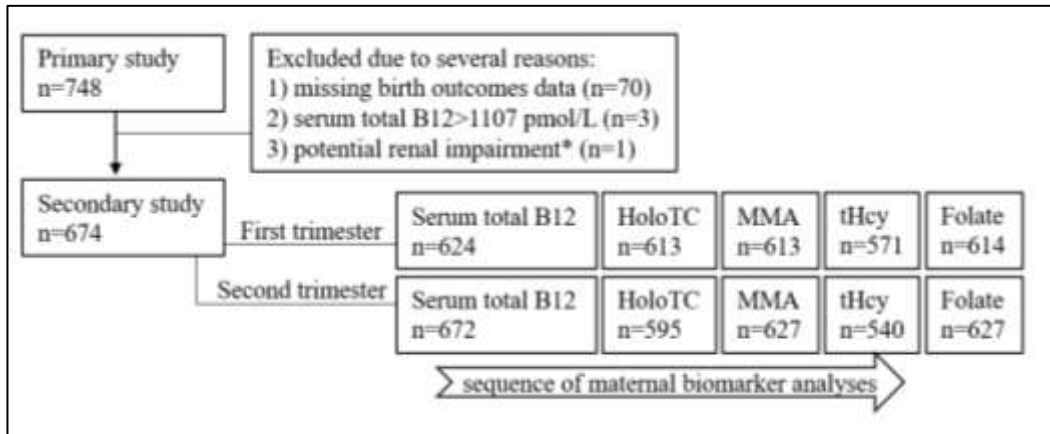 Primary study
n=748
Excluded due to several reasons:
1) missing birth outcomes data (n=70)
2) serum total B12>1107 pmol/L (n=3)
3) potential renal impairment* (n=1)
Secondary study
n=674
First trimester
Serum total B12
n=624
HoloTC
n=613
MMA
n=613
tHcy
n=571
Folate
n=614
Second trimester
Serum total B12
n=672
HoloTC
n=595
MMA
n=627
tHcy
n=540
Folate
n=627
sequence of maternal biomarker analyses